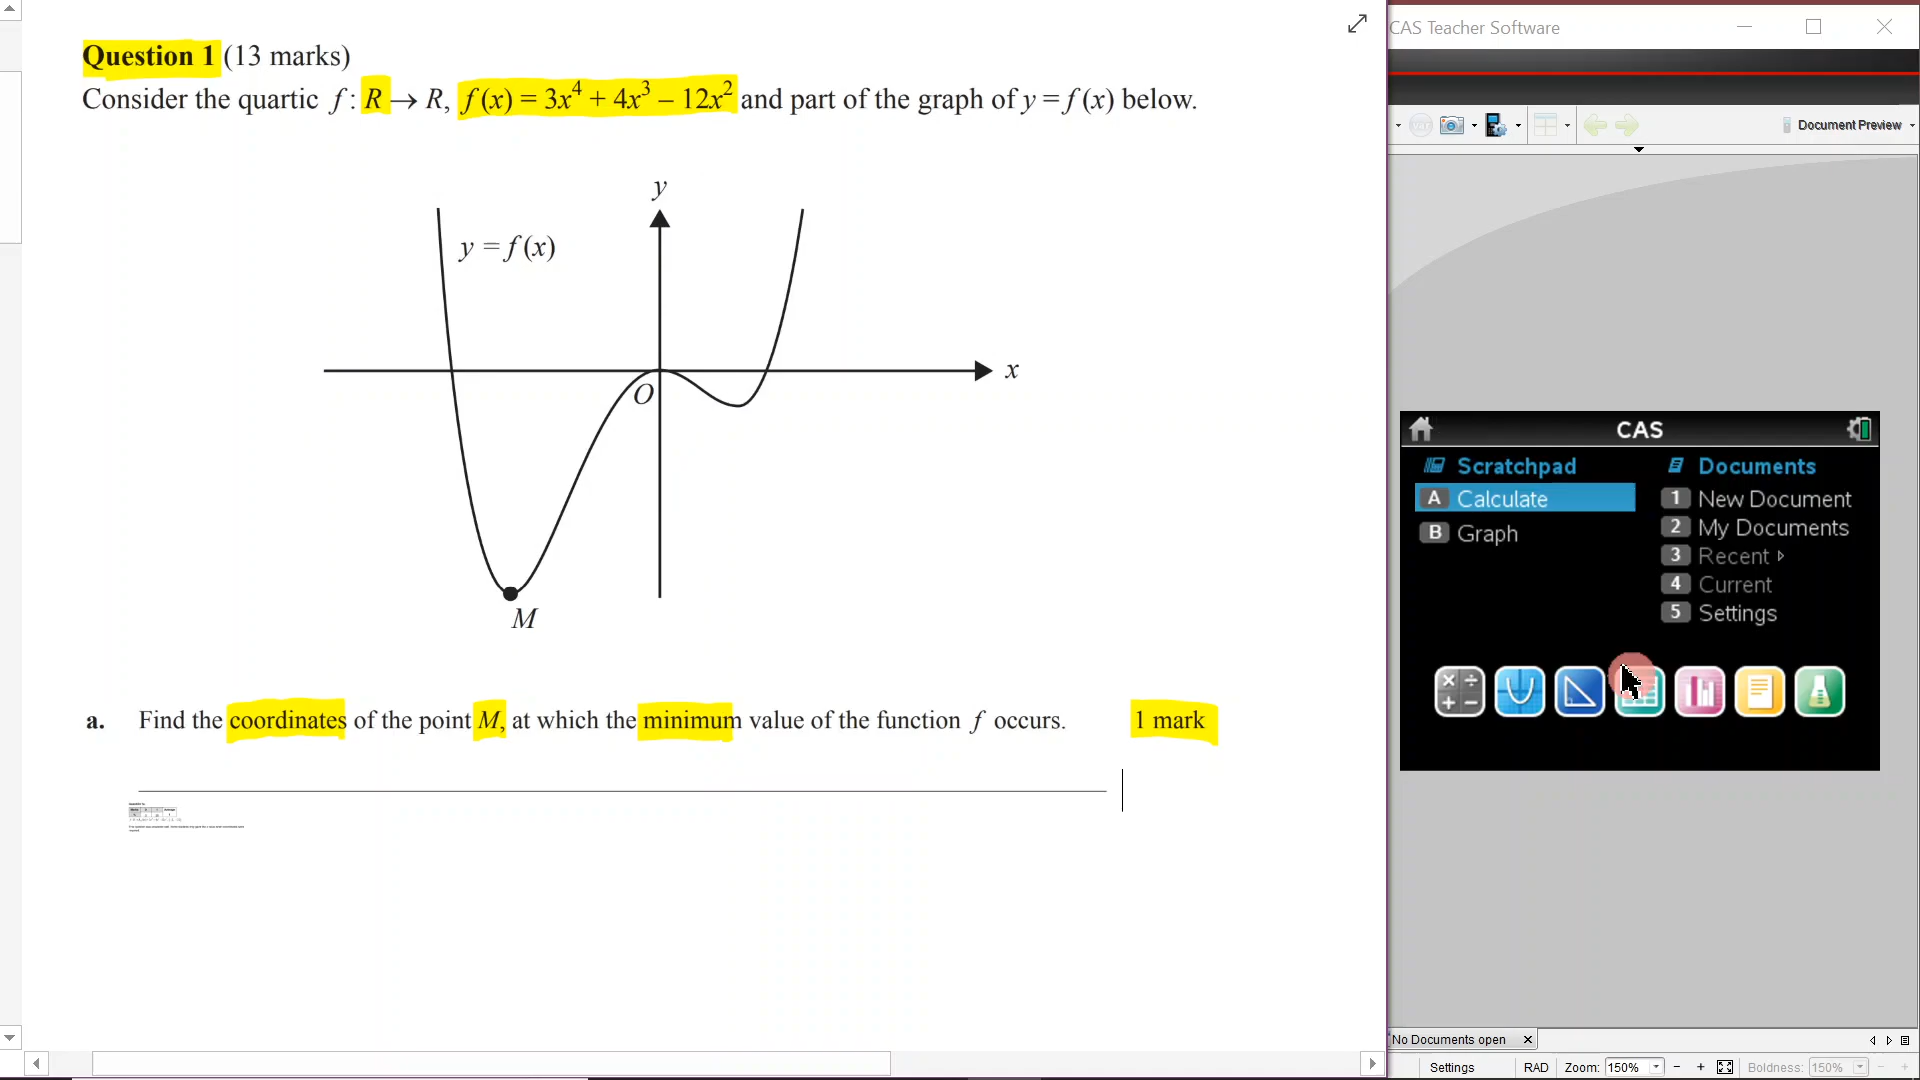 Question 1 (13 marks)
Consider the quartic f : R → R, f(x) = 3x⁴ + 4x³ – 12x² and part of the graph of y = f(x) below.
y
y = f(x)
x
O
M
a. Find the coordinates of the point M, at which the minimum value of the function f occurs. 1 mark
CAS Teacher Software
Document Preview
CAS
Scratchpad
A Calculate
B Graph
Documents
1 New Document
2 My Documents
3 Recent
4 Current
5 Settings
No Documents open
Settings RAD Zoom: 150% Boldness: 150%